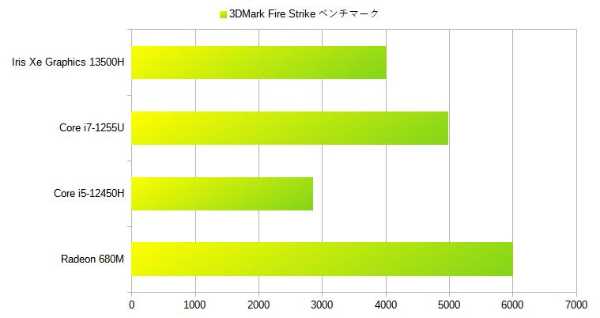 3DMark Fire Strike ベンチマーク
Iris Xe Graphics 13500H
Core i7-1255U
Core i5-12450H
Radeon 680M
0 1000 2000 3000 4000 5000 6000 7000